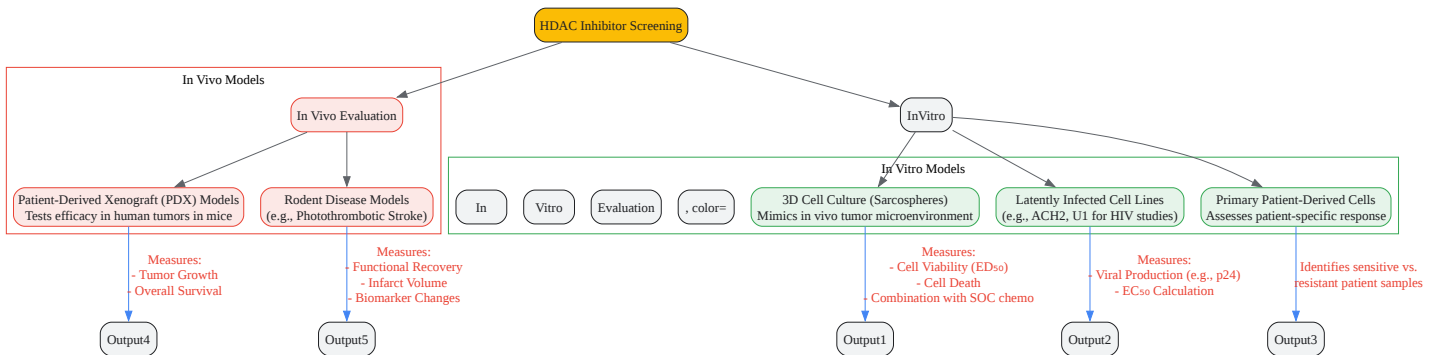 HDAC Inhibitor Screening
In Vivo Models
In Vivo Evaluation
InVitro
In Vitro Models
Patient-Derived Xenograft (PDX) Models
Tests efficacy in human tumors in mice
Rodent Disease Models
(e.g., Photothrombotic Stroke)
In
Vitro
Evaluation
, color=
3D Cell Culture (Sarcospheres)
Mimics in vivo tumor microenvironment
Latently Infected Cell Lines
(e.g., ACH2, U1 for HIV studies)
Primary Patient-Derived Cells
Assesses patient-specific response
Measures:
- Tumor Growth
- Overall Survival
Measures:
- Functional Recovery
- Infarct Volume
- Biomarker Changes
Measures:
- Cell Viability (ED₅₀)
- Cell Death
- Combination with SOC chemo
Measures:
- Viral Production (e.g., p24)
- EC₅₀ Calculation
Identifies sensitive vs.
resistant patient samples
Output4
Output5
Output1
Output2
Output3